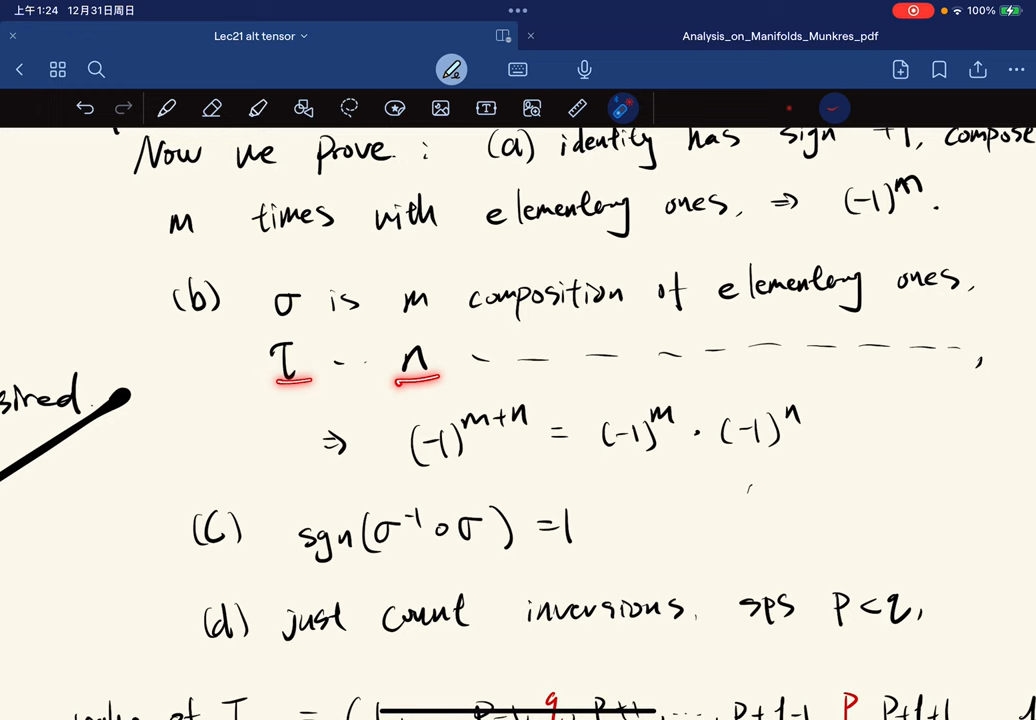 上午1:24 12月31日周日
100%
Lec21 alt tensor
Analysis_on_Manifolds_Munkres_pdf
Now we prove : (a) identity has sign +1, compose
m times with elementary ones, ⇒ (-1)^m.
(b) σ is m composition of elementary ones,
τ .. n
⇒ (-1)^{m+n} = (-1)^m · (-1)^n
(c) sgn(σ^{-1} ∘ σ) = 1
(d) just count inversions, sps p < q,